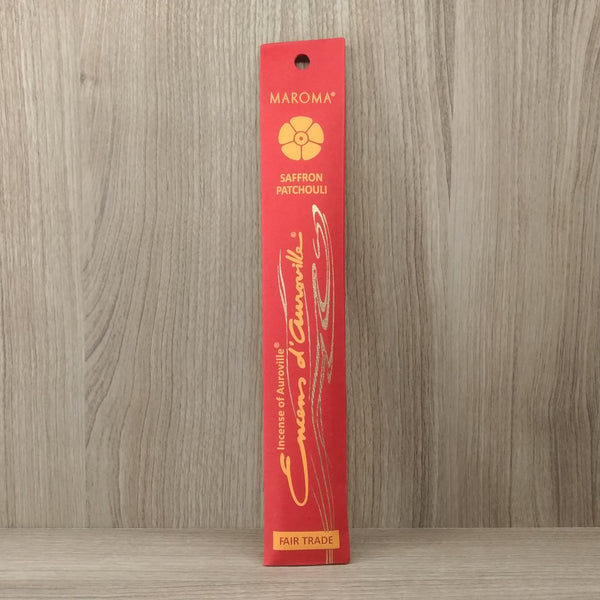 MAROMA®
SAFFRON
PATCHOULI
Incense of Auroville®
Encens d'Auroville®
FAIR TRADE